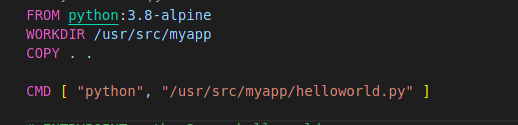 FROM python:3.8-alpine
WORKDIR /usr/src/myapp
COPY . .
CMD [ "python", "/usr/src/myapp/helloworld.py" ]